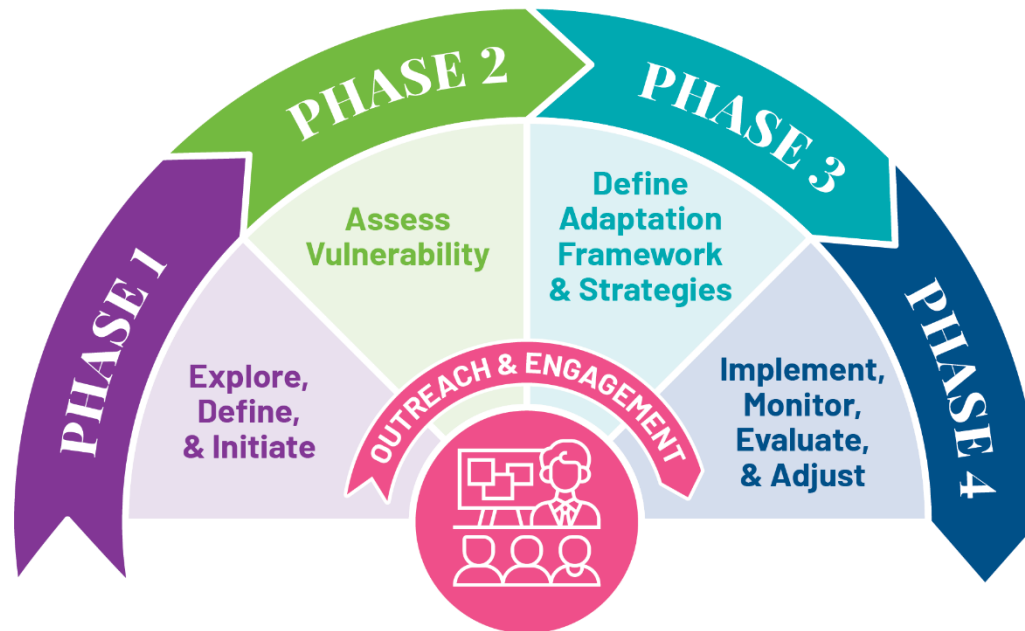 PHASE 1
Explore,
Define,
& Initiate
PHASE 2
Assess
Vulnerability
PHASE 3
Define
Adaptation
Framework
& Strategies
PHASE 4
Implement,
Monitor,
Evaluate,
& Adjust
OUTREACH & ENGAGEMENT